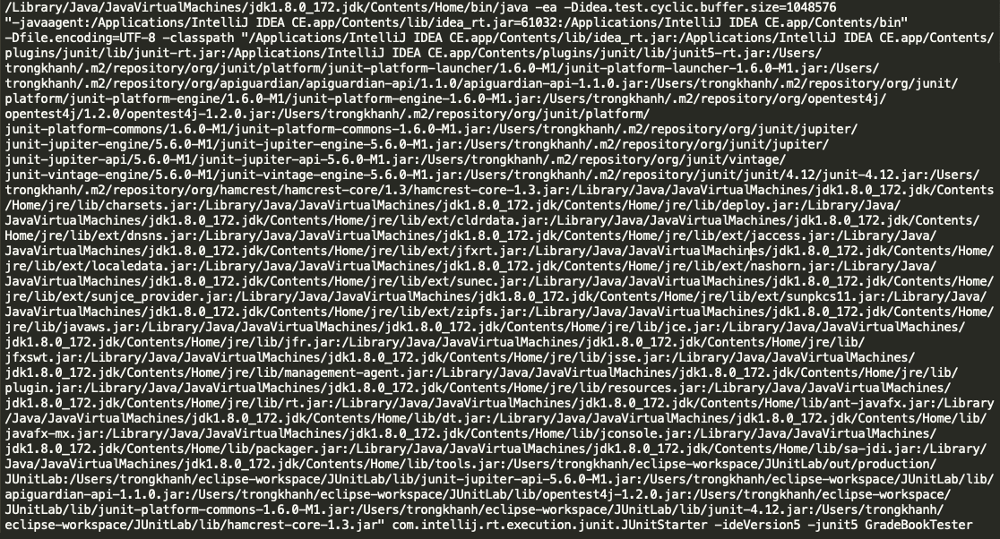 /Library/Java/JavaVirtualMachines/jdk1.8.0_172.jdk/Contents/Home/bin/java -ea -Didea.test.cyclic.buffer.size=1048576
"-javaagent:/Applications/IntelliJ IDEA CE.app/Contents/lib/idea_rt.jar=61032:/Applications/IntelliJ IDEA CE.app/Contents/bin"
-Dfile.encoding=UTF-8 -classpath "/Applications/IntelliJ IDEA CE.app/Contents/lib/idea_rt.jar:/Applications/IntelliJ IDEA CE.app/Contents/
plugins/junit/lib/junit-rt.jar:/Applications/IntelliJ IDEA CE.app/Contents/plugins/junit/lib/junit5-rt.jar:/Users/
trongkhanh/.m2/repository/org/junit/platform/junit-platform-launcher/1.6.0-M1/junit-platform-launcher-1.6.0-M1.jar:/Users/
trongkhanh/.m2/repository/org/apiguardian/apiguardian-api/1.1.0/apiguardian-api-1.1.0.jar:/Users/trongkhanh/.m2/repository/org/junit/
platform/junit-platform-engine/1.6.0-M1/junit-platform-engine-1.6.0-M1.jar:/Users/trongkhanh/.m2/repository/org/opentest4j/
opentest4j/1.2.0/opentest4j-1.2.0.jar:/Users/trongkhanh/.m2/repository/org/junit/platform/
junit-platform-commons/1.6.0-M1/junit-platform-commons-1.6.0-M1.jar:/Users/trongkhanh/.m2/repository/org/junit/jupiter/
junit-jupiter-engine/5.6.0-M1/junit-jupiter-engine-5.6.0-M1.jar:/Users/trongkhanh/.m2/repository/org/junit/jupiter/
junit-jupiter-api/5.6.0-M1/junit-jupiter-api-5.6.0-M1.jar:/Users/trongkhanh/.m2/repository/org/junit/vintage/
junit-vintage-engine/5.6.0-M1/junit-vintage-engine-5.6.0-M1.jar:/Users/trongkhanh/.m2/repository/junit/junit/4.12/junit-4.12.jar:/Users/
trongkhanh/.m2/repository/org/hamcrest/hamcrest-core/1.3/hamcrest-core-1.3.jar:/Library/Java/JavaVirtualMachines/jdk1.8.0_172.jdk/Contents
/Home/jre/lib/charsets.jar:/Library/Java/JavaVirtualMachines/jdk1.8.0_172.jdk/Contents/Home/jre/lib/deploy.jar:/Library/Java/
JavaVirtualMachines/jdk1.8.0_172.jdk/Contents/Home/jre/lib/ext/cldrdata.jar:/Library/Java/JavaVirtualMachines/jdk1.8.0_172.jdk/Contents/
Home/jre/lib/ext/dnsns.jar:/Library/Java/JavaVirtualMachines/jdk1.8.0_172.jdk/Contents/Home/jre/lib/ext/jaccess.jar:/Library/Java/
JavaVirtualMachines/jdk1.8.0_172.jdk/Contents/Home/jre/lib/ext/jfxrt.jar:/Library/Java/JavaVirtualMachines/jdk1.8.0_172.jdk/Contents/Home/
jre/lib/ext/localedata.jar:/Library/Java/JavaVirtualMachines/jdk1.8.0_172.jdk/Contents/Home/jre/lib/ext/nashorn.jar:/Library/Java/
JavaVirtualMachines/jdk1.8.0_172.jdk/Contents/Home/jre/lib/ext/sunec.jar:/Library/Java/JavaVirtualMachines/jdk1.8.0_172.jdk/Contents/Home/
jre/lib/ext/sunjce_provider.jar:/Library/Java/JavaVirtualMachines/jdk1.8.0_172.jdk/Contents/Home/jre/lib/ext/sunpkcs11.jar:/Library/Java/
JavaVirtualMachines/jdk1.8.0_172.jdk/Contents/Home/jre/lib/ext/zipfs.jar:/Library/Java/JavaVirtualMachines/jdk1.8.0_172.jdk/Contents/Home/
jre/lib/javaws.jar:/Library/Java/JavaVirtualMachines/jdk1.8.0_172.jdk/Contents/Home/jre/lib/jce.jar:/Library/Java/JavaVirtualMachines/
jdk1.8.0_172.jdk/Contents/Home/jre/lib/jfr.jar:/Library/Java/JavaVirtualMachines/jdk1.8.0_172.jdk/Contents/Home/jre/lib/
jfxswt.jar:/Library/Java/JavaVirtualMachines/jdk1.8.0_172.jdk/Contents/Home/jre/lib/jsse.jar:/Library/Java/JavaVirtualMachines/
jdk1.8.0_172.jdk/Contents/Home/jre/lib/management-agent.jar:/Library/Java/JavaVirtualMachines/jdk1.8.0_172.jdk/Contents/Home/jre/lib/
plugin.jar:/Library/Java/JavaVirtualMachines/jdk1.8.0_172.jdk/Contents/Home/jre/lib/resources.jar:/Library/Java/JavaVirtualMachines/
jdk1.8.0_172.jdk/Contents/Home/jre/lib/rt.jar:/Library/Java/JavaVirtualMachines/jdk1.8.0_172.jdk/Contents/Home/lib/ant-javafx.jar:/Library
/Java/JavaVirtualMachines/jdk1.8.0_172.jdk/Contents/Home/lib/dt.jar:/Library/Java/JavaVirtualMachines/jdk1.8.0_172.jdk/Contents/Home/lib/
javafx-mx.jar:/Library/Java/JavaVirtualMachines/jdk1.8.0_172.jdk/Contents/Home/lib/jconsole.jar:/Library/Java/JavaVirtualMachines/
jdk1.8.0_172.jdk/Contents/Home/lib/packager.jar:/Library/Java/JavaVirtualMachines/jdk1.8.0_172.jdk/Contents/Home/lib/sa-jdi.jar:/Library/
Java/JavaVirtualMachines/jdk1.8.0_172.jdk/Contents/Home/lib/tools.jar:/Users/trongkhanh/eclipse-workspace/JUnitLab/out/production/
JUnitLab:/Users/trongkhanh/eclipse-workspace/JUnitLab/lib/junit-jupiter-api-5.6.0-M1.jar:/Users/trongkhanh/eclipse-workspace/JUnitLab/lib/
apiguardian-api-1.1.0.jar:/Users/trongkhanh/eclipse-workspace/JUnitLab/lib/opentest4j-1.2.0.jar:/Users/trongkhanh/eclipse-workspace/
JUnitLab/lib/junit-platform-commons-1.6.0-M1.jar:/Users/trongkhanh/eclipse-workspace/JUnitLab/lib/junit-4.12.jar:/Users/trongkhanh/
eclipse-workspace/JUnitLab/lib/hamcrest-core-1.3.jar" com.intellij.rt.execution.junit.JUnitStarter -ideVersion5 -junit5 GradeBookTester